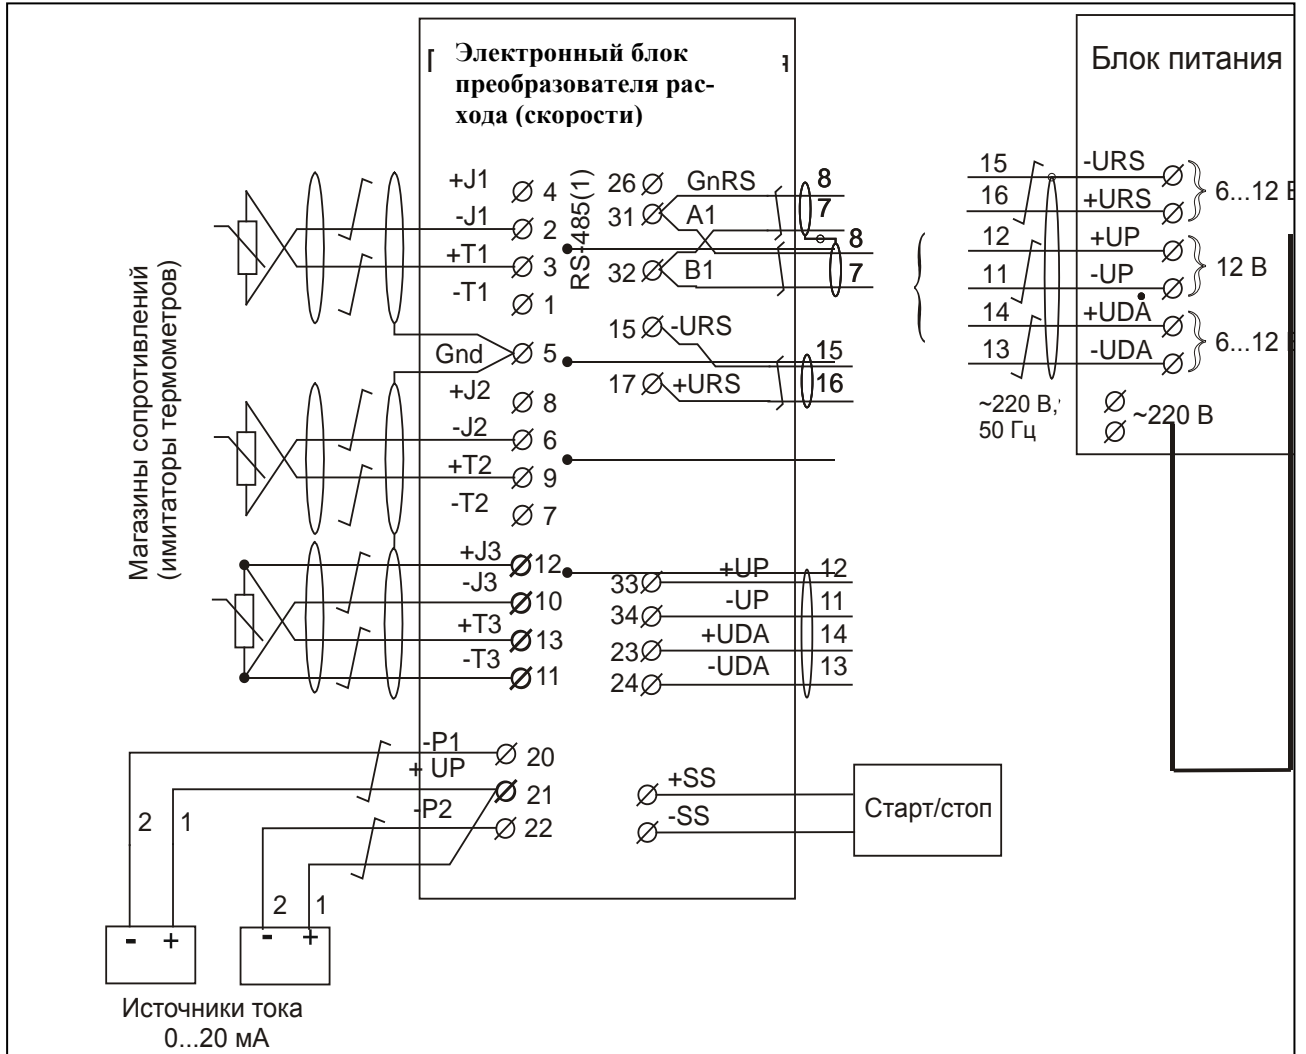 Электронный блок
преобразователя рас-
хода (скорости)
Блок питания
Магазины сопротивлений
(имитаторы термометров)
+J1 4
-J1 2
+T1 3
-T1 1
Gnd 5
+J2 8
-J2 6
+T2 9
-T2 7
+J3 12
-J3 10
+T3 13
-T3 11
-P1 20
+ UP 21
-P2 22
2 1
2 1
- +
- +
Источники тока
0...20 мА
RS-485(1)
26 GnRS 8
31 A1 7
8
32 B1 7
15 -URS 15
17 +URS 16
33 +UP 12
34 -UP 11
23 +UDA 14
24 -UDA 13
+SS
-SS
Старт/стоп
15 -URS
16 +URS
6...12 В
12 +UP
11 -UP
12 В
14 +UDA
13 -UDA
6...12
~220 В,
50 Гц
~220 В